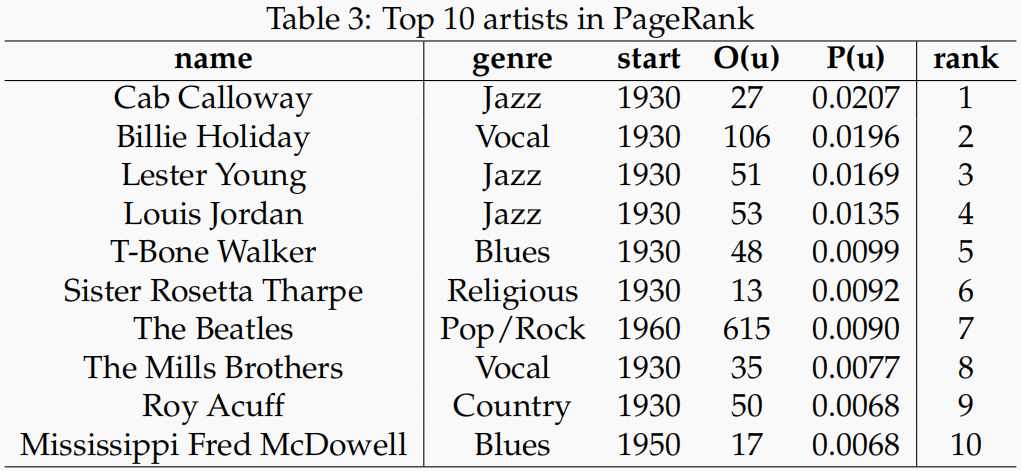 Table 3: Top 10 artists in PageRank
name genre start O(u) P(u) rank
Cab Calloway Jazz 1930 27 0.0207 1
Billie Holiday Vocal 1930 106 0.0196 2
Lester Young Jazz 1930 51 0.0169 3
Louis Jordan Jazz 1930 53 0.0135 4
T-Bone Walker Blues 1930 48 0.0099 5
Sister Rosetta Tharpe Religious 1930 13 0.0092 6
The Beatles Pop/Rock 1960 615 0.0090 7
The Mills Brothers Vocal 1930 35 0.0077 8
Roy Acuff Country 1930 50 0.0068 9
Mississippi Fred McDowell Blues 1950 17 0.0068 10